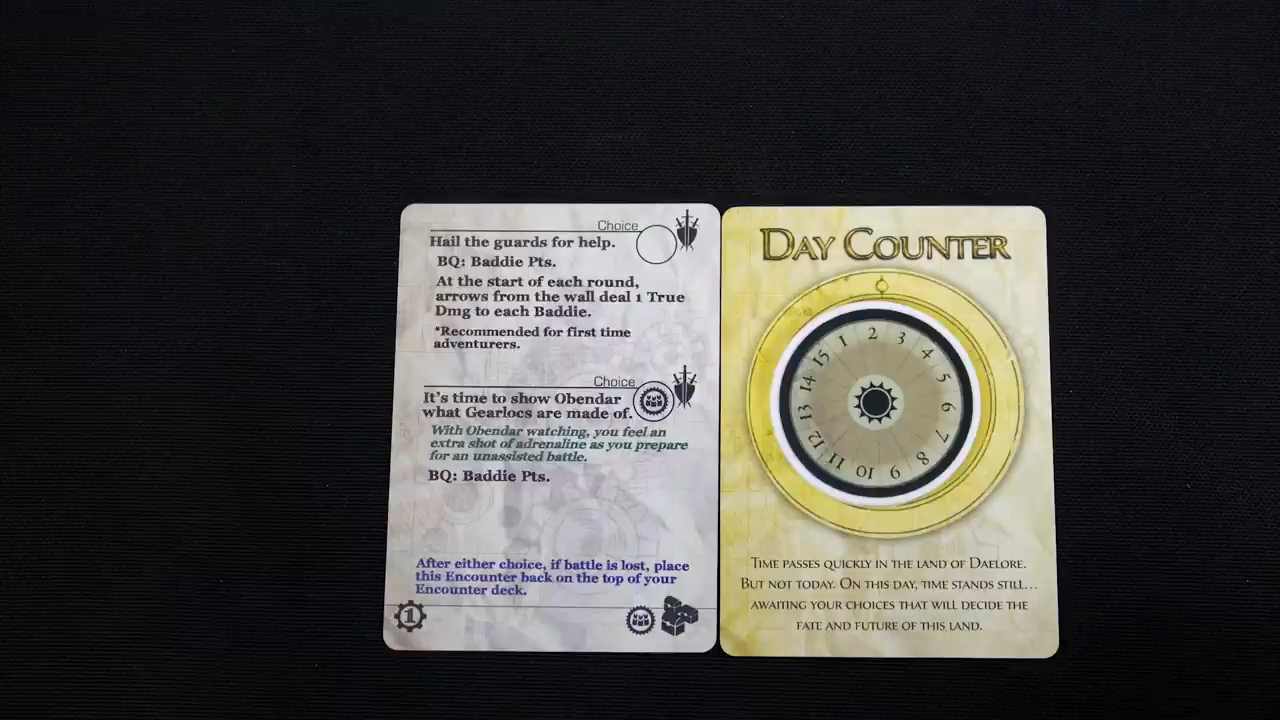 Choice
Hail the guards for help.
BQ: Baddie Pts.
At the start of each round,
arrows from the wall deal 1 True
Dmg to each Baddie.
*Recommended for first time
adventurers.
Choice
It's time to show Obendar
what Gearlocs are made of.
With Obendar watching, you feel an
extra shot of adrenaline as you prepare
for an unassisted battle.
BQ: Baddie Pts.
After either choice, if battle is lost, place
this Encounter back on the top of your
Encounter deck.
1
DAY COUNTER
1 2 3 4 5 6 7 8 9 10 11 12 13 14 15
TIME PASSES QUICKLY IN THE LAND OF DAELORE.
BUT NOT TODAY. ON THIS DAY, TIME STANDS STILL...
AWAITING YOUR CHOICES THAT WILL DECIDE THE
FATE AND FUTURE OF THIS LAND.